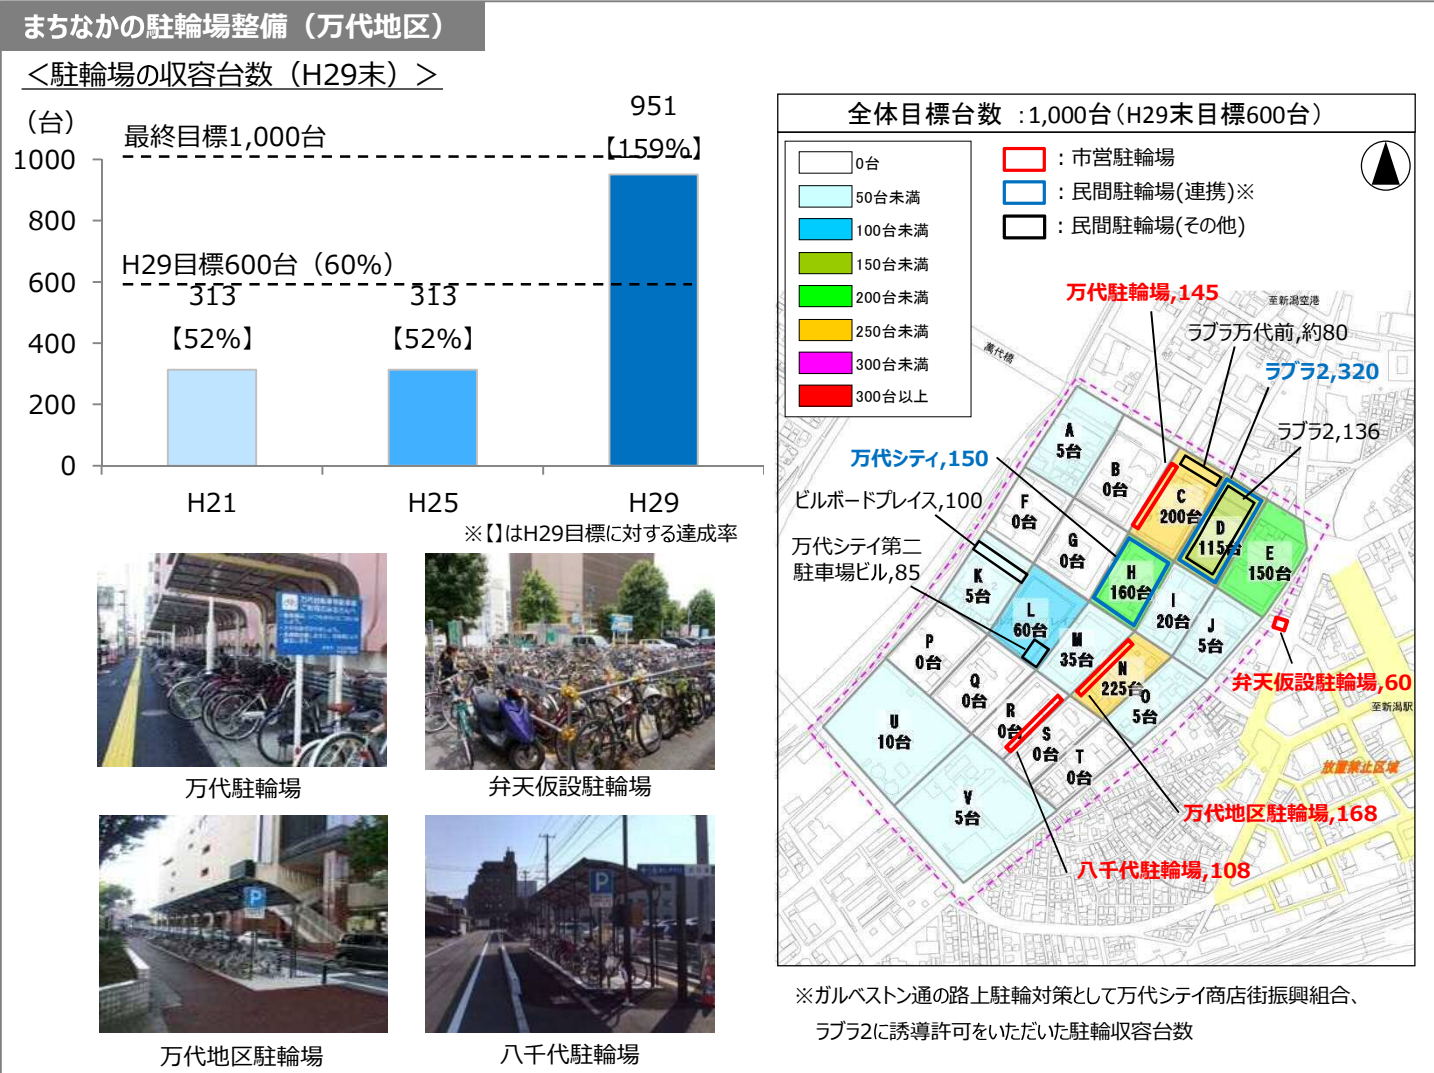 まちなかの駐輪場整備（万代地区）
＜駐輪場の収容台数（H29末）＞
（台）
最終目標1,000台
H29目標600台（60%）
1000
800
600
400
200
0
313
【52%】
313
【52%】
951
【159%】
H21
H25
H29
※【】はH29目標に対する達成率
万代駐輪場
弁天仮設駐輪場
万代地区駐輪場
八千代駐輪場
全体目標台数 ：1,000台（H29末目標600台）
0台
50台未満
100台未満
150台未満
200台未満
250台未満
300台未満
300台以上
：市営駐輪場
：民間駐輪場(連携)※
：民間駐輪場(その他)
万代駐輪場,145
至新潟空港
ラブラ万代前,約80
萬代橋
ラブラ2,320
ラブラ2,136
万代シティ,150
ビルボードプレイス,100
万代シテイ第二
駐車場ビル,85
A
5台
B
0台
C
200台
D
115台
E
150台
F
0台
G
0台
H
160台
I
20台
J
5台
K
5台
L
60台
M
35台
N
225台
O
5台
P
0台
Q
0台
R
0台
S
0台
T
0台
U
10台
V
5台
弁天仮設駐輪場,60
至新潟駅
放置禁止区域
万代地区駐輪場,168
八千代駐輪場,108
※ガルベストン通の路上駐輪対策として万代シテイ商店街振興組合、
ラブラ2に誘導許可をいただいた駐輪収容台数